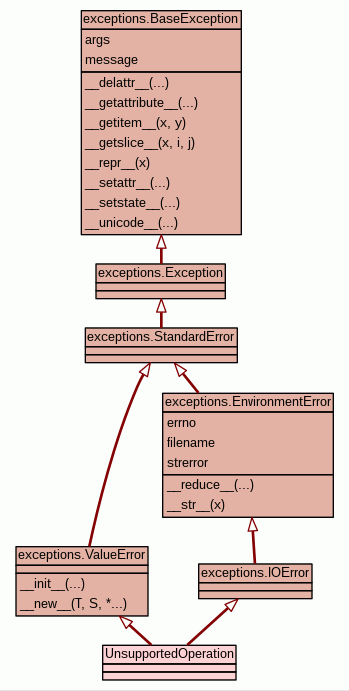 exceptions.BaseException
args
message
__delattr__(...)
__getattribute__(...)
__getitem__(x, y)
__getslice__(x, i, j)
__repr__(x)
__setattr__(...)
__setstate__(...)
__unicode__(...)
exceptions.Exception
exceptions.StandardError
exceptions.EnvironmentError
errno
filename
strerror
__reduce__(...)
__str__(x)
exceptions.ValueError
__init__(...)
__new__(T, S, *...)
exceptions.IOError
UnsupportedOperation